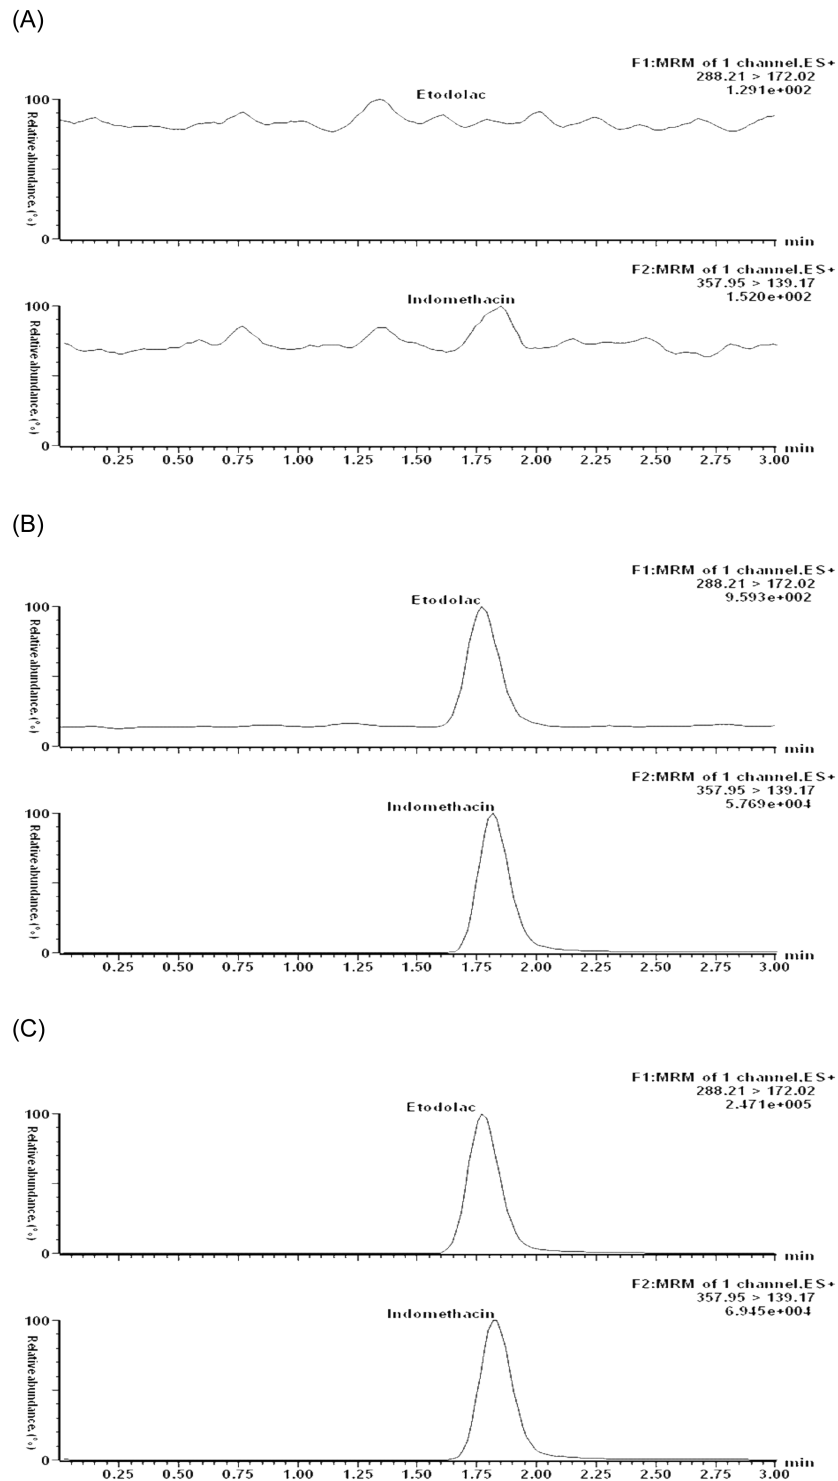 (A)
F1:MRM of 1 channel,ES+
288.21 > 172.02
1.291e+002
Etodolac
100
Relative abundance. (%)
0
min
F2:MRM of 1 channel,ES+
357.95 > 139.17
1.520e+002
Indomethacin
100
Relative abundance. (%)
0
min
0.25 0.50 0.75 1.00 1.25 1.50 1.75 2.00 2.25 2.50 2.75 3.00
(B)
F1:MRM of 1 channel,ES+
288.21 > 172.02
9.593e+002
Etodolac
100
Relative abundance. (%)
0
min
F2:MRM of 1 channel,ES+
357.95 > 139.17
5.769e+004
Indomethacin
100
Relative abundance. (%)
0
min
0.25 0.50 0.75 1.00 1.25 1.50 1.75 2.00 2.25 2.50 2.75 3.00
(C)
F1:MRM of 1 channel,ES+
288.21 > 172.02
2.471e+005
Etodolac
100
Relative abundance. (%)
0
min
F2:MRM of 1 channel,ES+
357.95 > 139.17
6.945e+004
Indomethacin
100
Relative abundance. (%)
0
min
0.25 0.50 0.75 1.00 1.25 1.50 1.75 2.00 2.25 2.50 2.75 3.00